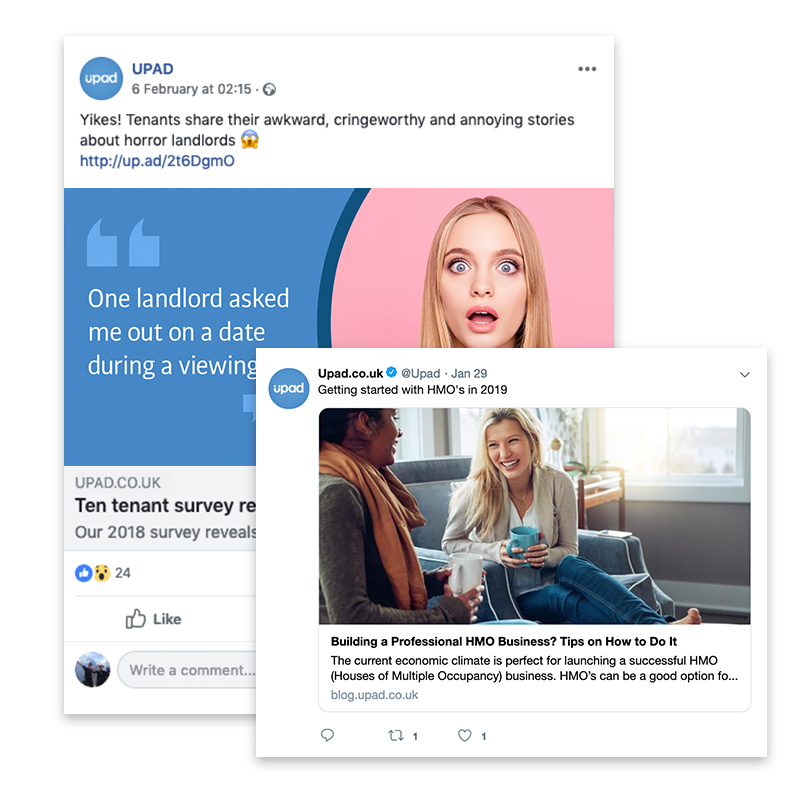 upad
UPAD
6 February at 02:15 ·
Yikes! Tenants share their awkward, cringeworthy and annoying stories
about horror landlords 😱
http://up.ad/2t6DgmO
“
One landlord asked
me out on a date
during a viewing
UPAD.CO.UK
Ten tenant survey re
Our 2018 survey reveals
24
Like
Write a comment...
upad
Upad.co.uk @Upad · Jan 29
Getting started with HMO's in 2019
Building a Professional HMO Business? Tips on How to Do It
The current economic climate is perfect for launching a successful HMO
(Houses of Multiple Occupancy) business. HMO's can be a good option fo...
blog.upad.co.uk
1 1